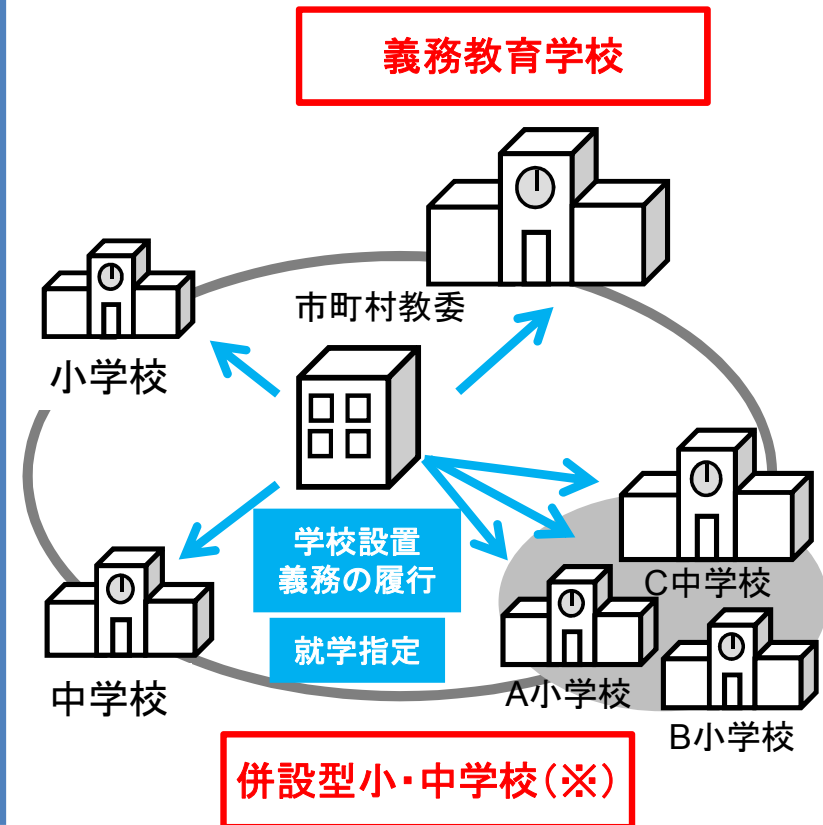 義務教育学校
市町村教委
小学校
学校設置
義務の履行
就学指定
C中学校
中学校
A小学校
B小学校
併設型小・中学校(※)